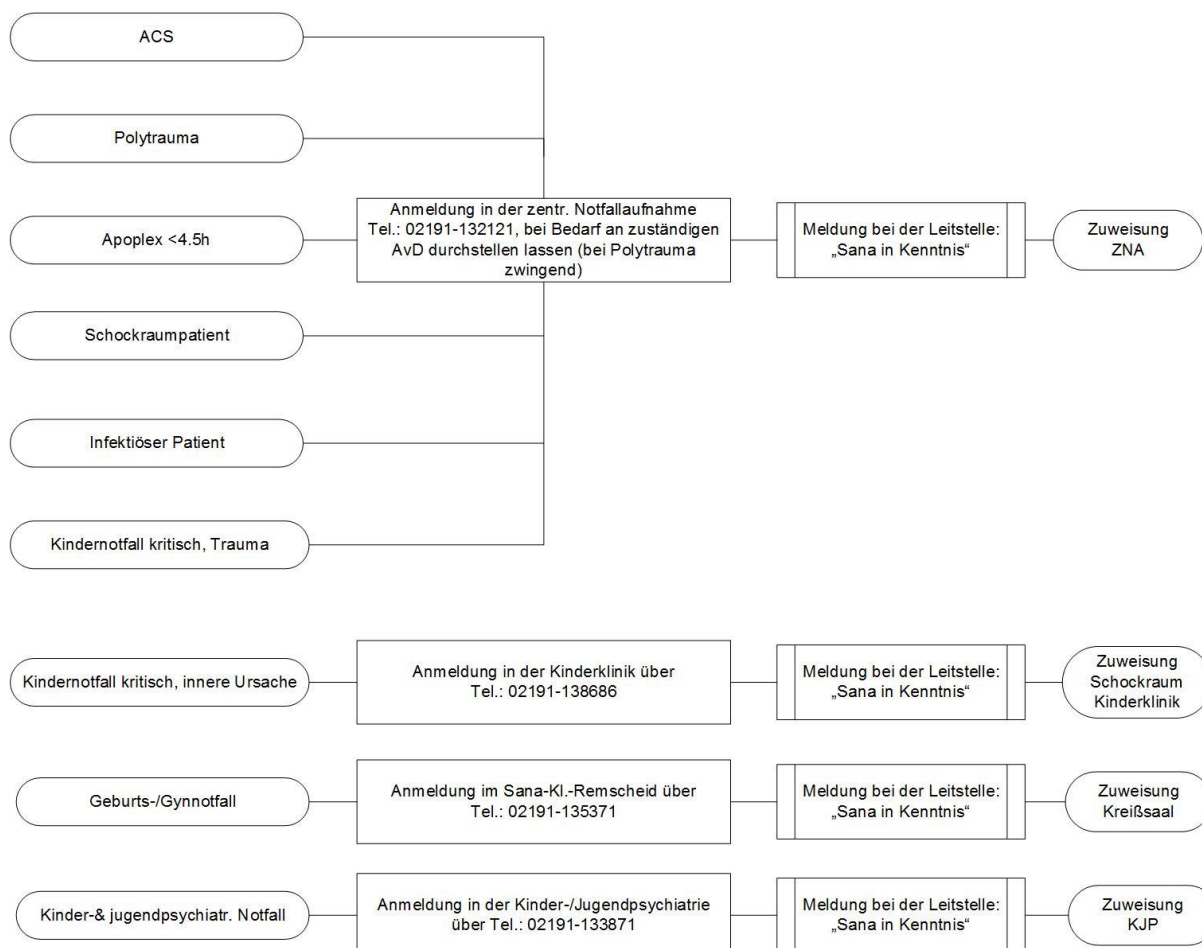 ACS
Polytrauma
Apoplex <4.5h
Anmeldung in der zentr. Notfallaufnahme
Tel.: 02191-132121, bei Bedarf an zuständigen
AvD durchstellen lassen (bei Polytrauma
zwingend)
Meldung bei der Leitstelle:
„Sana in Kenntnis“
Zuweisung
ZNA
Schockraumpatient
Infektiöser Patient
Kindernotfall kritisch, Trauma
Kindernotfall kritisch, innere Ursache
Anmeldung in der Kinderklinik über
Tel.: 02191-138686
Meldung bei der Leitstelle:
„Sana in Kenntnis“
Zuweisung
Schockraum
Kinderklinik
Geburts-/Gynnotfall
Anmeldung im Sana-Kl.-Remscheid über
Tel.: 02191-135371
Meldung bei der Leitstelle:
„Sana in Kenntnis“
Zuweisung
Kreißsaal
Kinder-& jugendpsychiatr. Notfall
Anmeldung in der Kinder-/Jugendpsychiatrie
über Tel.: 02191-133871
Meldung bei der Leitstelle:
„Sana in Kenntnis“
Zuweisung
KJP